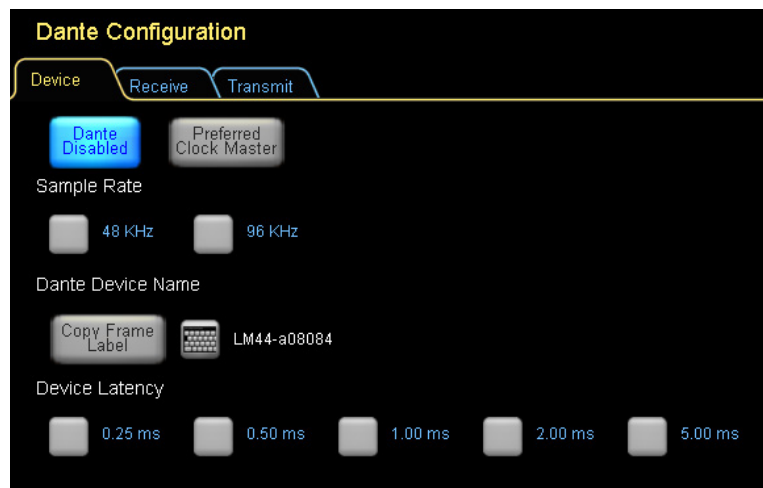 Dante Configuration
Device Receive Transmit
Dante
Disabled
Preferred
Clock Master
Sample Rate
48 KHz 96 KHz
Dante Device Name
Copy Frame
Label
LM44-a08084
Device Latency
0.25 ms 0.50 ms 1.00 ms 2.00 ms 5.00 ms